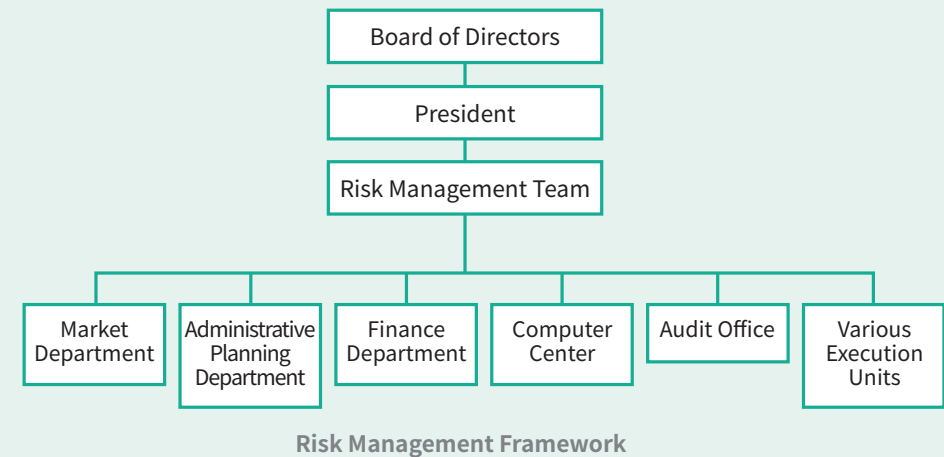 Board of Directors
President
Risk Management Team
Market
Department
Administrative
Planning
Department
Finance
Department
Computer
Center
Audit Office
Various
Execution
Units
Risk Management Framework